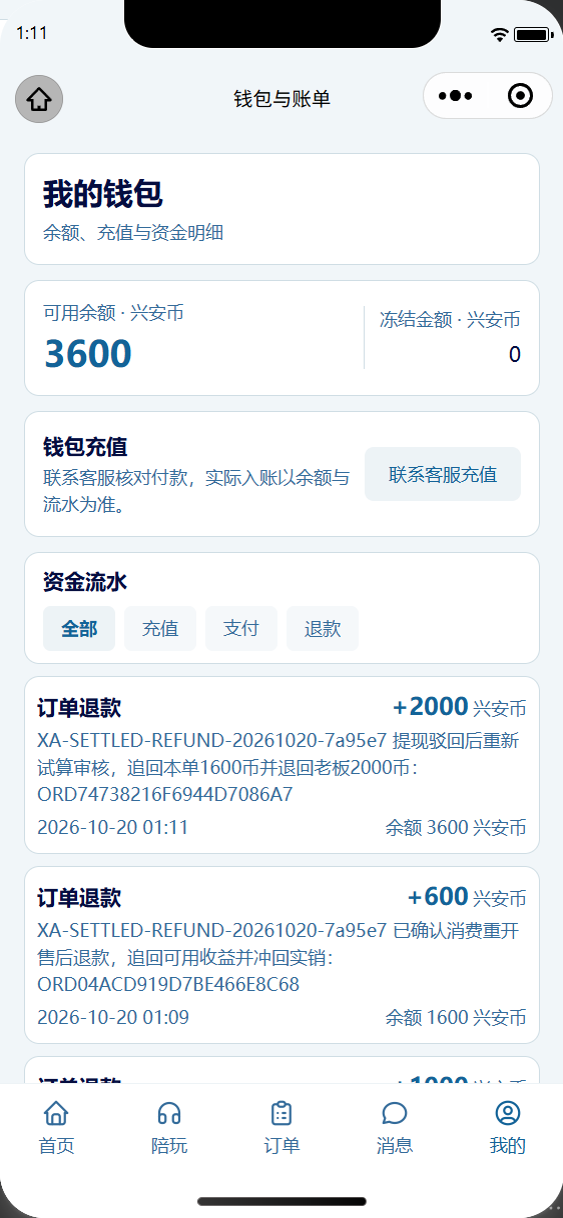 1:11
钱包与账单
我的钱包
余额、充值与资金明细
可用余额 · 兴安币
3600
冻结金额 · 兴安币
0
钱包充值
联系客服核对付款，实际入账以余额与
流水为准。
联系客服充值
资金流水
全部 充值 支付 退款
订单退款 +2000 兴安币
XA-SETTLED-REFUND-20261020-7a95e7 提现驳回后重新
试算审核，追回本单1600币并退回老板2000币：
ORD74738216F6944D7086A7
2026-10-20 01:11 余额 3600 兴安币
订单退款 +600 兴安币
XA-SETTLED-REFUND-20261020-7a95e7 已确认消费重开
售后退款，追回可用收益并冲回实销：
ORD04ACD919D7BE466E8C68
2026-10-20 01:09 余额 1600 兴安币
订单退款 +1000 兴安币
首页 陪玩 订单 消息 我的